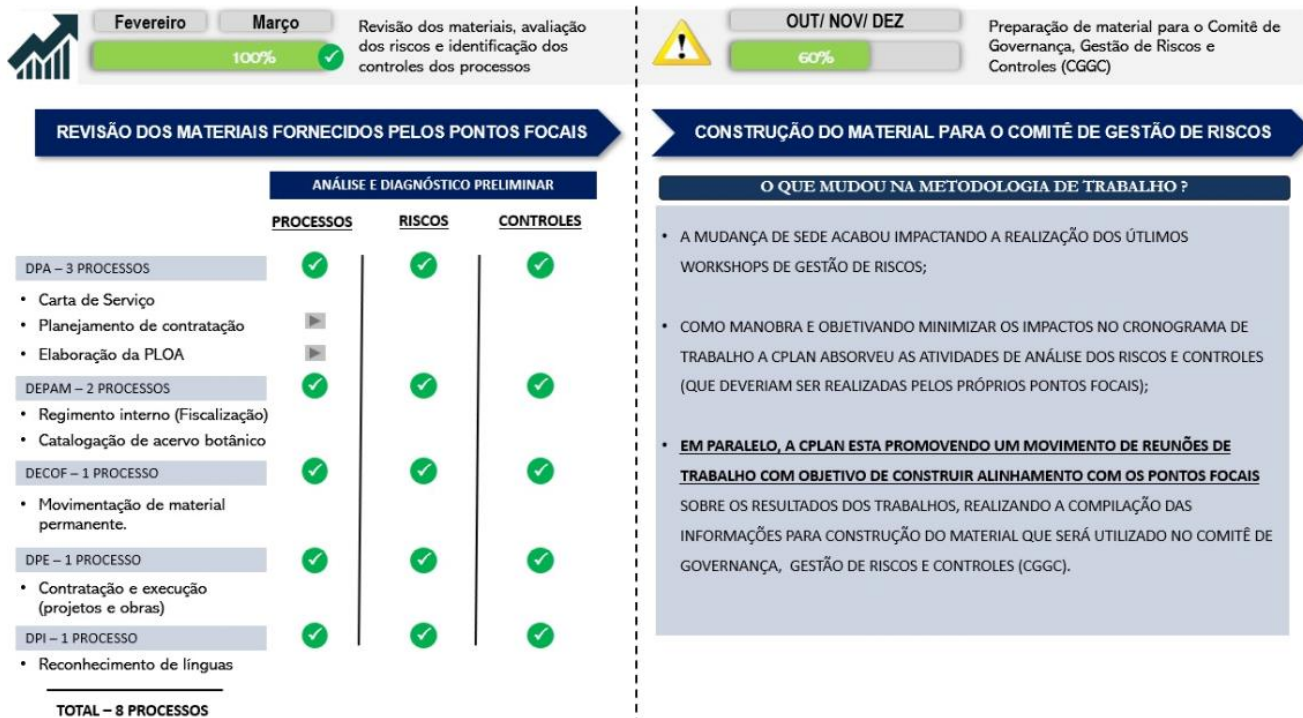 Fevereiro Março
100%
Revisão dos materiais, avaliação
dos riscos e identificação dos
controles dos processos
REVISÃO DOS MATERIAIS FORNECIDOS PELOS PONTOS FOCAIS
ANÁLISE E DIAGNÓSTICO PRELIMINAR
PROCESSOS RISCOS CONTROLES
DPA – 3 PROCESSOS
• Carta de Serviço
• Planejamento de contratação
• Elaboração da PLOA
DEPAM – 2 PROCESSOS
• Regimento interno (Fiscalização)
• Catalogação de acervo botânico
DECOF – 1 PROCESSO
• Movimentação de material
permanente.
DPE – 1 PROCESSO
• Contratação e execução
(projetos e obras)
DPI – 1 PROCESSO
• Reconhecimento de línguas
TOTAL – 8 PROCESSOS
OUT/ NOV/ DEZ
60%
Preparação de material para o Comitê de
Governança, Gestão de Riscos e
Controles (CGGC)
CONSTRUÇÃO DO MATERIAL PARA O COMITÊ DE GESTÃO DE RISCOS
O QUE MUDOU NA METODOLOGIA DE TRABALHO ?
• A MUDANÇA DE SEDE ACABOU IMPACTANDO A REALIZAÇÃO DOS ÚTLIMOS
WORKSHOPS DE GESTÃO DE RISCOS;
• COMO MANOBRA E OBJETIVANDO MINIMIZAR OS IMPACTOS NO CRONOGRAMA DE
TRABALHO A CPLAN ABSORVEU AS ATIVIDADES DE ANÁLISE DOS RISCOS E CONTROLES
(QUE DEVERIAM SER REALIZADAS PELOS PRÓPRIOS PONTOS FOCAIS);
• EM PARALELO, A CPLAN ESTA PROMOVENDO UM MOVIMENTO DE REUNÕES DE
TRABALHO COM OBJETIVO DE CONSTRUIR ALINHAMENTO COM OS PONTOS FOCAIS
SOBRE OS RESULTADOS DOS TRABALHOS, REALIZANDO A COMPILAÇÃO DAS
INFORMAÇÕES PARA CONSTRUÇÃO DO MATERIAL QUE SERÁ UTILIZADO NO COMITÊ DE
GOVERNANÇA, GESTÃO DE RISCOS E CONTROLES (CGGC).